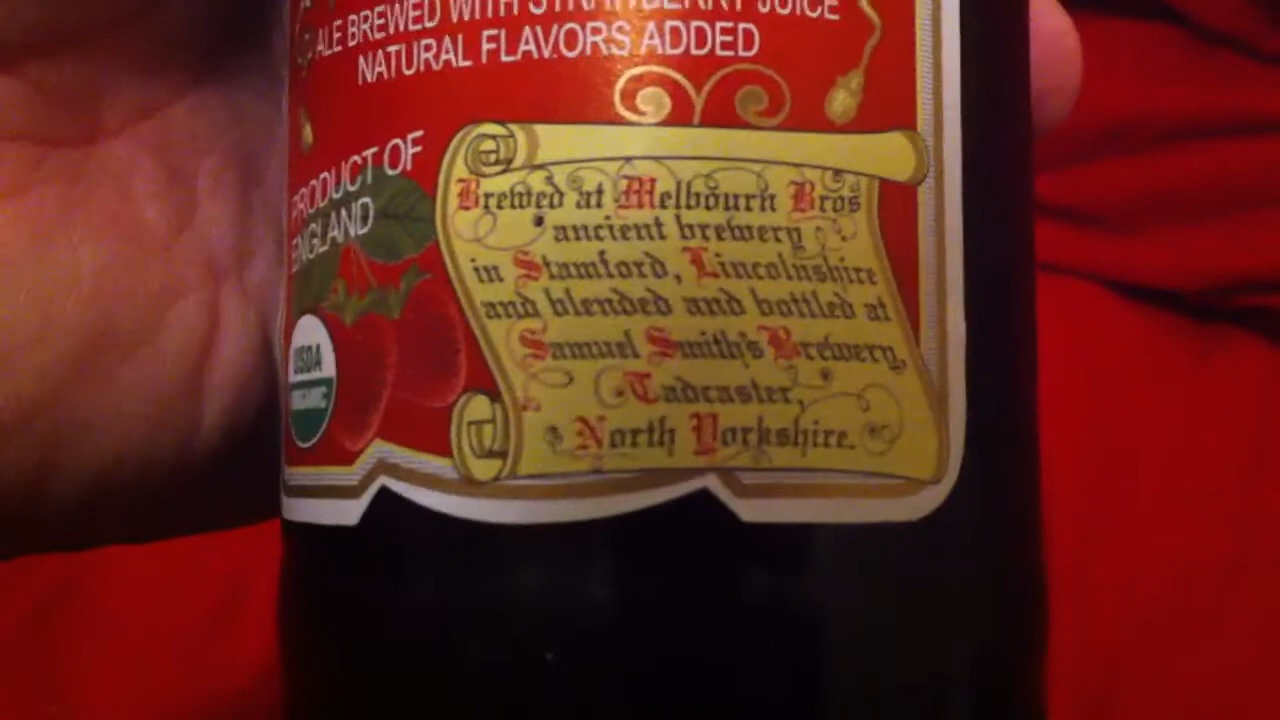 ALE BREWED WITH STRAWBERRY JUICE
NATURAL FLAVORS ADDED
PRODUCT OF
ENGLAND
USDA
ORGANIC
Brewed at Melbourn Bros
ancient brewery
in Stamford, Lincolnshire
and blended and bottled at
Samuel Smith's Brewery,
Tadcaster,
North Yorkshire.